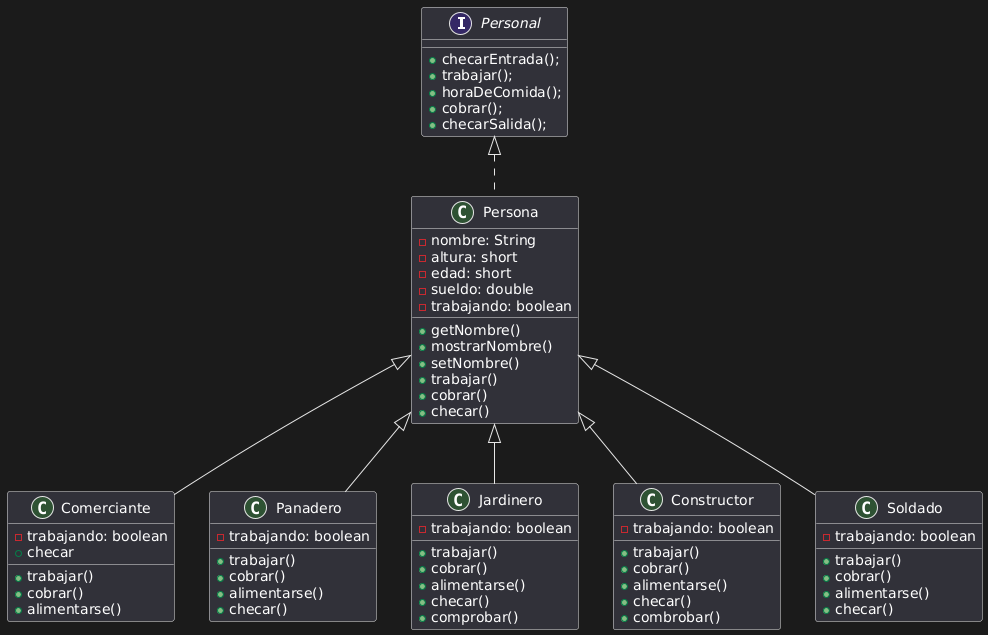 I Personal
checarEntrada();
trabajar();
horaDeComida();
cobrar();
checarSalida();
C Persona
nombre: String
altura: short
edad: short
sueldo: double
trabajando: boolean
getNombre()
mostrarNombre()
setNombre()
trabajar()
cobrar()
checar()
C Comerciante
trabajando: boolean
checar
trabajar()
cobrar()
alimentarse()
C Panadero
trabajando: boolean
trabajar()
cobrar()
alimentarse()
checar()
C Jardinero
trabajando: boolean
trabajar()
cobrar()
alimentarse()
checar()
comprobar()
C Constructor
trabajando: boolean
trabajar()
cobrar()
alimentarse()
checar()
combrobar()
C Soldado
trabajando: boolean
trabajar()
cobrar()
alimentarse()
checar()